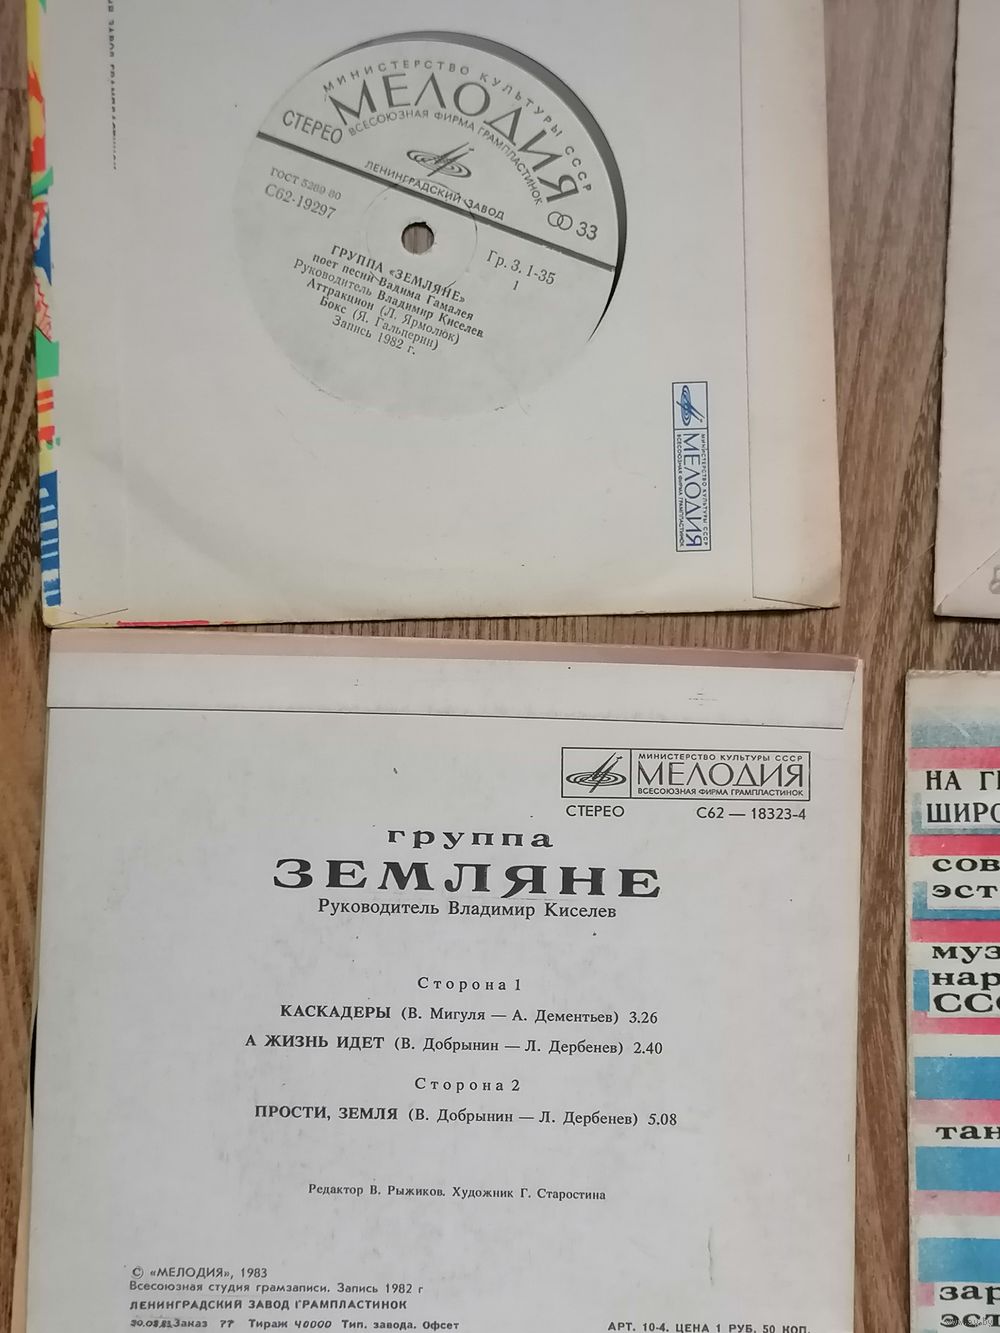 МИНИСТЕРСТВО КУЛЬТУРЫ СССР
МЕЛОДИЯ
ВСЕСОЮЗНАЯ ФИРМА ГРАМПЛАСТИНОК
СТЕРЕО
ЛЕНИНГРАДСКИЙ ЗАВОД
33
ГОСТ 5289 80
С62-19297
Гр. 3. 1-35
1
ГРУППА «ЗЕМЛЯНЕ»
поет песни Вадима Гамалея
Руководитель Владимир Киселев
Аттракцион (Л. Ярмолюк)
Бокс (Я. Гальперин)
Запись 1982 г.
МИНИСТЕРСТВО КУЛЬТУРЫ СССР
МЕЛОДИЯ
ВСЕСОЮЗНАЯ ФИРМА ГРАМПЛАСТИНОК
МИНИСТЕРСТВО КУЛЬТУРЫ СССР
МЕЛОДИЯ
ВСЕСОЮЗНАЯ ФИРМА ГРАМПЛАСТИНОК
СТЕРЕО С62 — 18323-4
группа
ЗЕМЛЯНЕ
Руководитель Владимир Киселев
Сторона 1
КАСКАДЕРЫ (В. Мигуля — А. Дементьев) 3.26
А ЖИЗНЬ ИДЕТ (В. Добрынин — Л. Дербенев) 2.40
Сторона 2
ПРОСТИ, ЗЕМЛЯ (В. Добрынин — Л. Дербенев) 5.08
Редактор В. Рыжиков. Художник Г. Старостина
© «МЕЛОДИЯ», 1983
Всесоюзная студия грамзаписи. Запись 1982 г
ЛЕНИНГРАДСКИЙ ЗАВОД ГРАМПЛАСТИНОК
Заказ 77 Тираж 40000 Тип. завода. Офсет
АРТ. 10-4. ЦЕНА 1 РУБ. 50 КОП.
НА Г
ШИРО
СОВ
ЭСТ
МУЗ
НАР
ССС
ТАН
ЗАР
ЭСТ